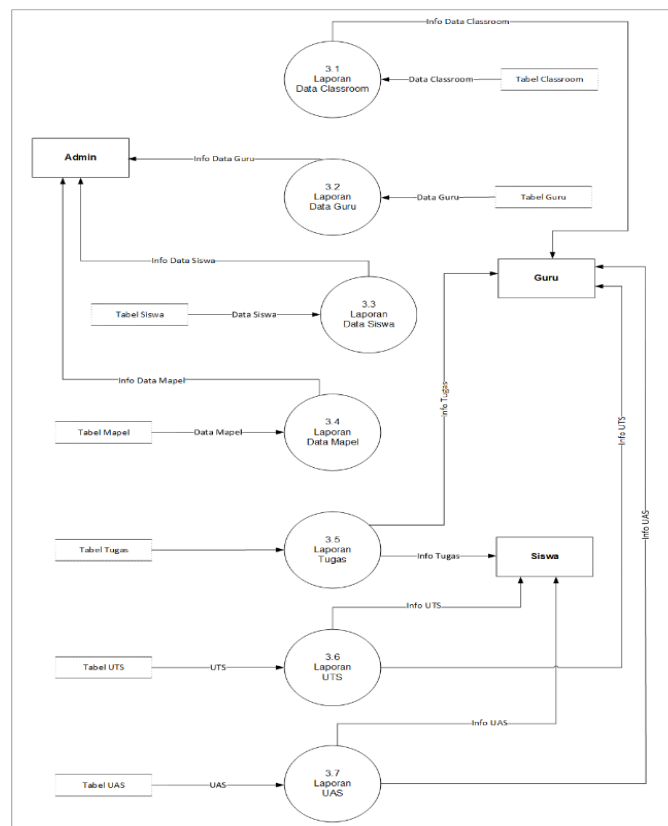 Info Data Classroom
3.1
Laporan
Data Classroom
Data Classroom
Tabel Classroom
Admin
Info Data Guru
3.2
Laporan
Data Guru
Data Guru
Tabel Guru
Info Data Siswa
Guru
3.3
Laporan
Data Siswa
Tabel Siswa
Data Siswa
Info Data Mapel
Info Tugas
3.4
Laporan
Data Mapel
Tabel Mapel
Data Mapel
Info UTS
Info UAS
3.5
Laporan
Tugas
Tabel Tugas
Info Tugas
Siswa
Info UTS
3.6
Laporan
UTS
Tabel UTS
UTS
Info UAS
3.7
Laporan
UAS
Tabel UAS
UAS